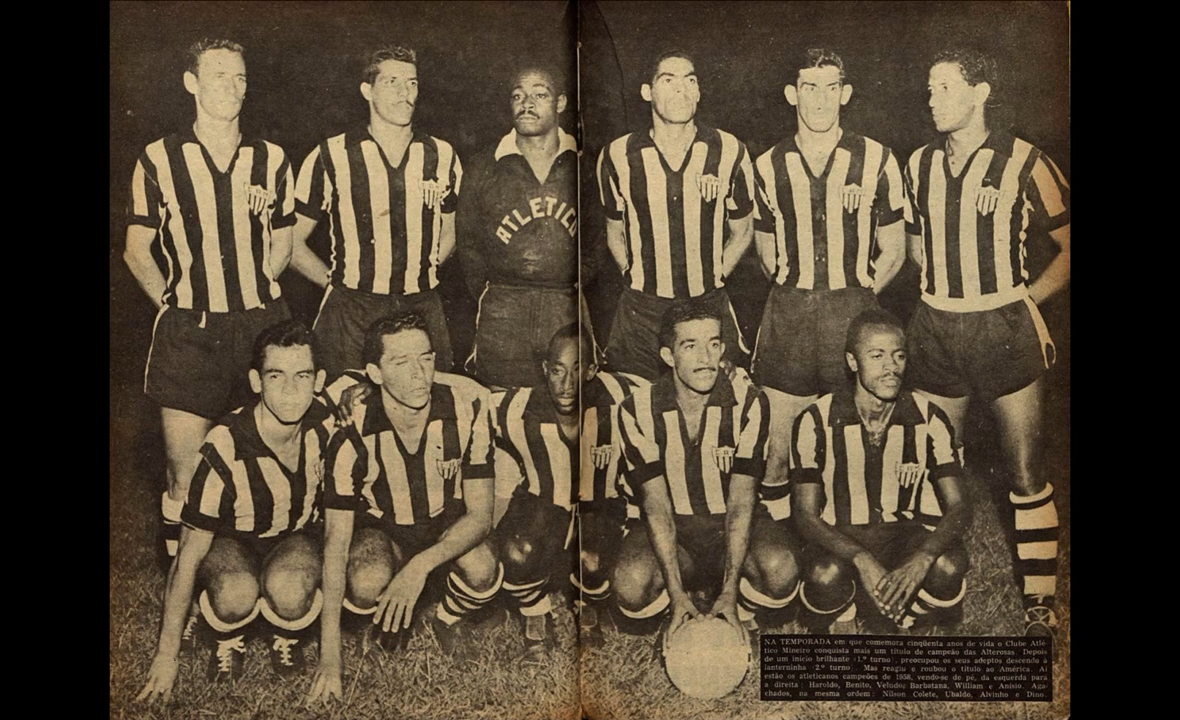 ATLETICO
NA TEMPORADA em que comemora cinqüenta anos de vida o Clube Atlé-
tico Mineiro conquista mais um título de campeão das Alterosas. Depois
de um início brilhante (1.º turno), preocupou os seus adeptos descendo à
lanterninha (2.º turno). Mas reagiu e roubou o título ao América. Aí
estão os atleticanos campeões de 1958, vendo-se de pé, da esquerda para
a direita: Haroldo, Benito, Veludo, Barbatana, William e Anísio. Aga-
chados, na mesma ordem: Nilson, Colete, Ubaldo, Alvinho e Dino.